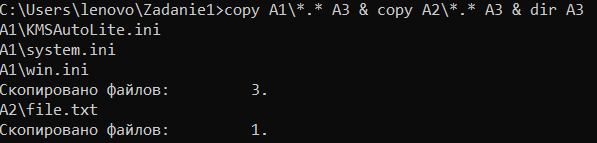 C:\Users\lenovo\Zadanie1>copy A1\*.* A3 & copy A2\*.* A3 & dir A3
A1\KMSAutoLite.ini
A1\system.ini
A1\win.ini
Скопировано файлов:         3.
A2\file.txt
Скопировано файлов:         1.